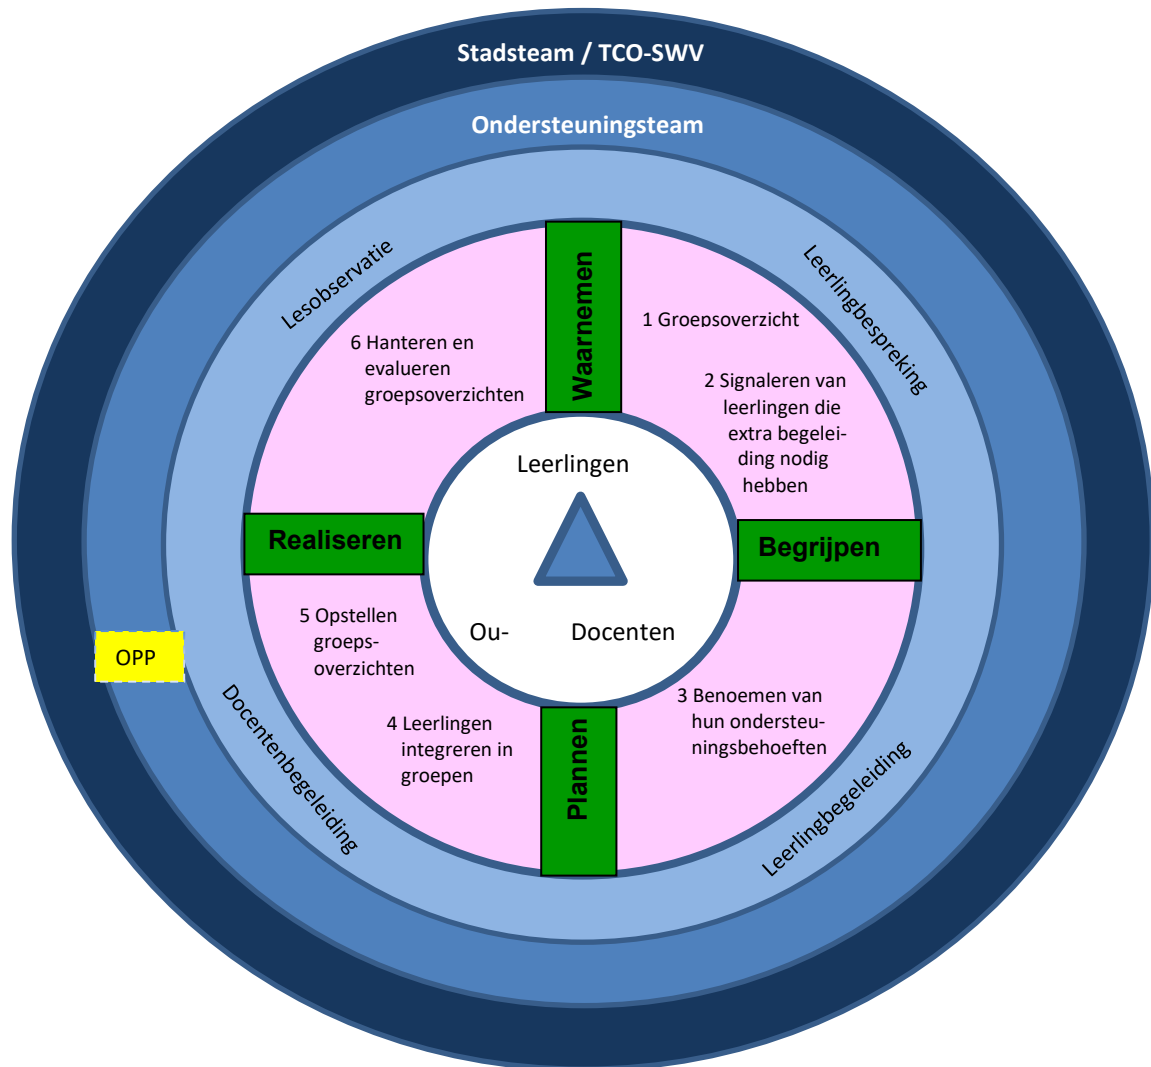 Stadsteam / TCO-SWV
Ondersteuningsteam
Lesobservatie
Leerlingbespreking
Waarnemen
1 Groepsoverzicht
6 Hanteren en
evalueren
groepsoverzichten
2 Signaleren van
leerlingen die
extra begelei-
ding nodig
hebben
Leerlingen
Realiseren
Begrijpen
5 Opstellen
groeps-
overzichten
Ou-
Docenten
OPP
3 Benoemen van
hun ondersteu-
ningsbehoeften
4 Leerlingen
integreren in
groepen
Plannen
Docentenbegeleiding
Leerlingbegeleiding